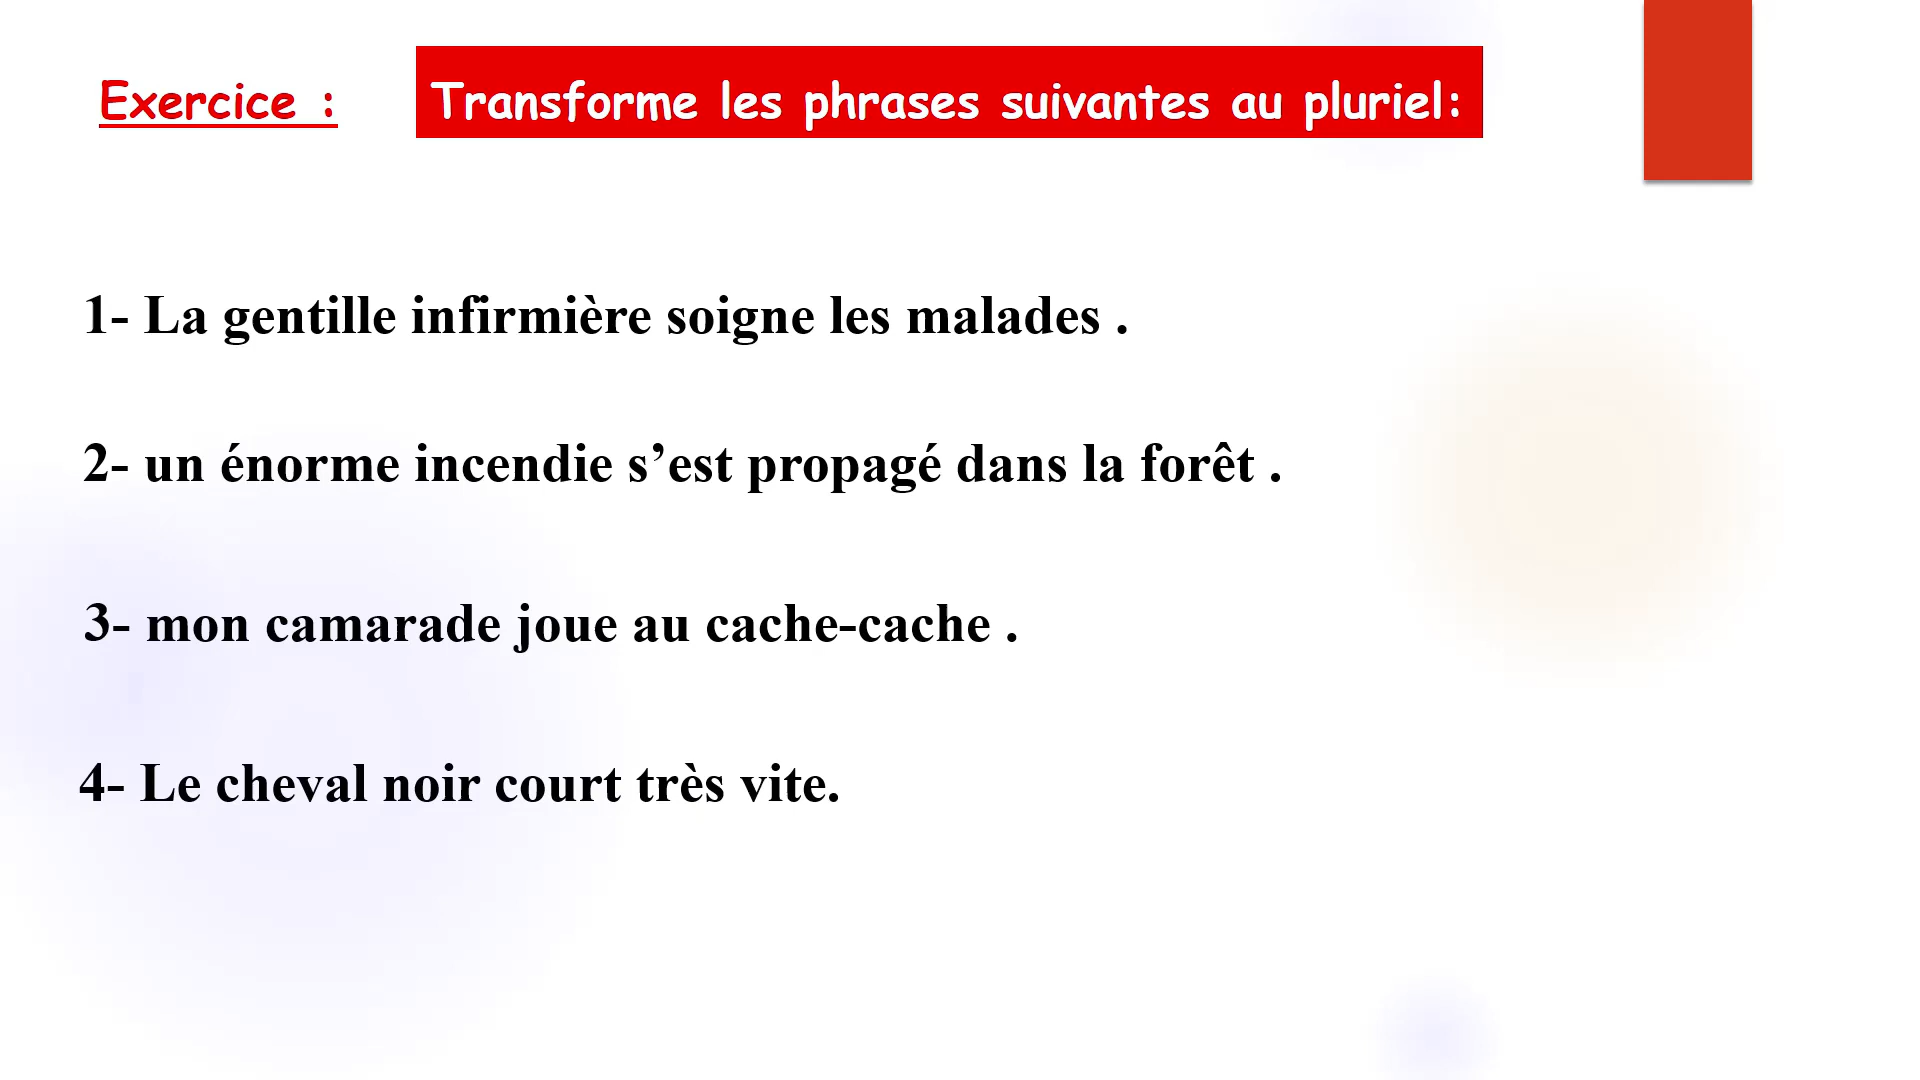 Exercice : Transforme les phrases suivantes au pluriel:
1- La gentille infirmière soigne les malades .
2- un énorme incendie s’est propagé dans la forêt .
3- mon camarade joue au cache-cache .
4- Le cheval noir court très vite.